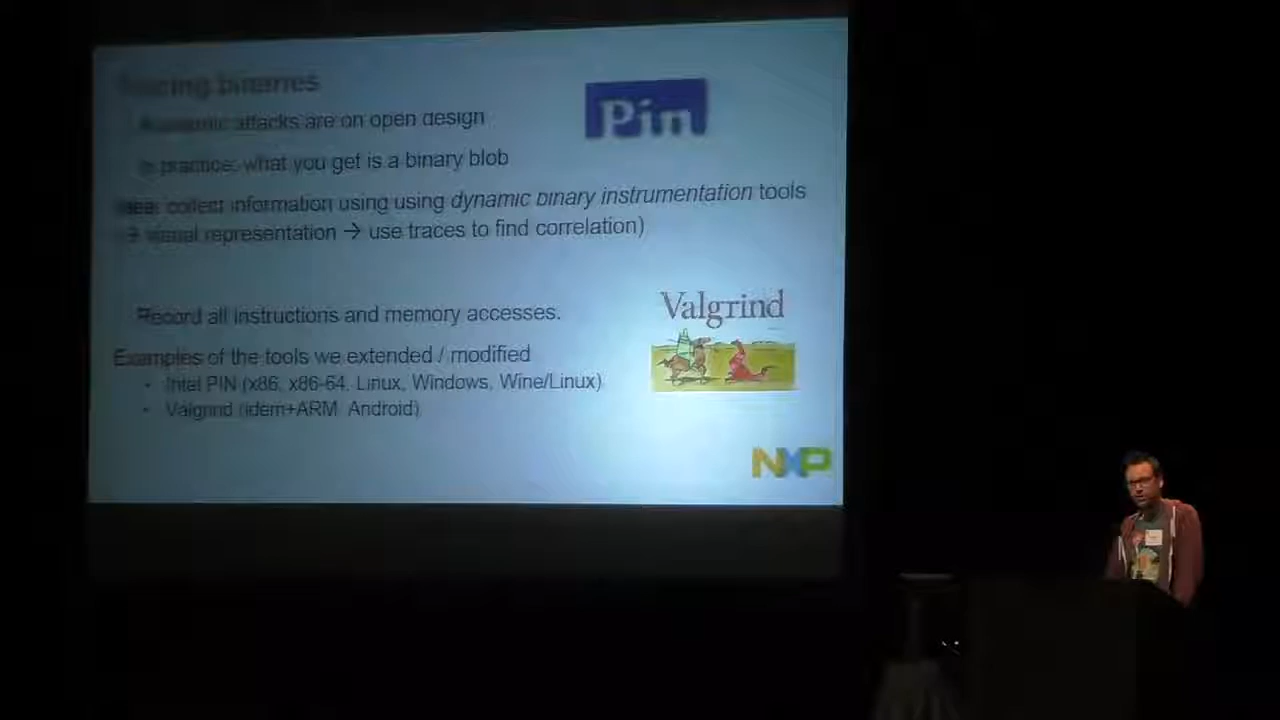 Tracing binaries
Academic attacks are on open design
Pin
In practice, what you get is a binary blob
Idea: collect information using using dynamic binary instrumentation tools
→ visual representation → use traces to find correlation)
Record all instructions and memory accesses.
Valgrind
Examples of the tools we extended / modified
• Intel PIN (x86, x86-64, Linux, Windows, Wine/Linux)
• Valgrind (idem+ARM, Android)
NXP